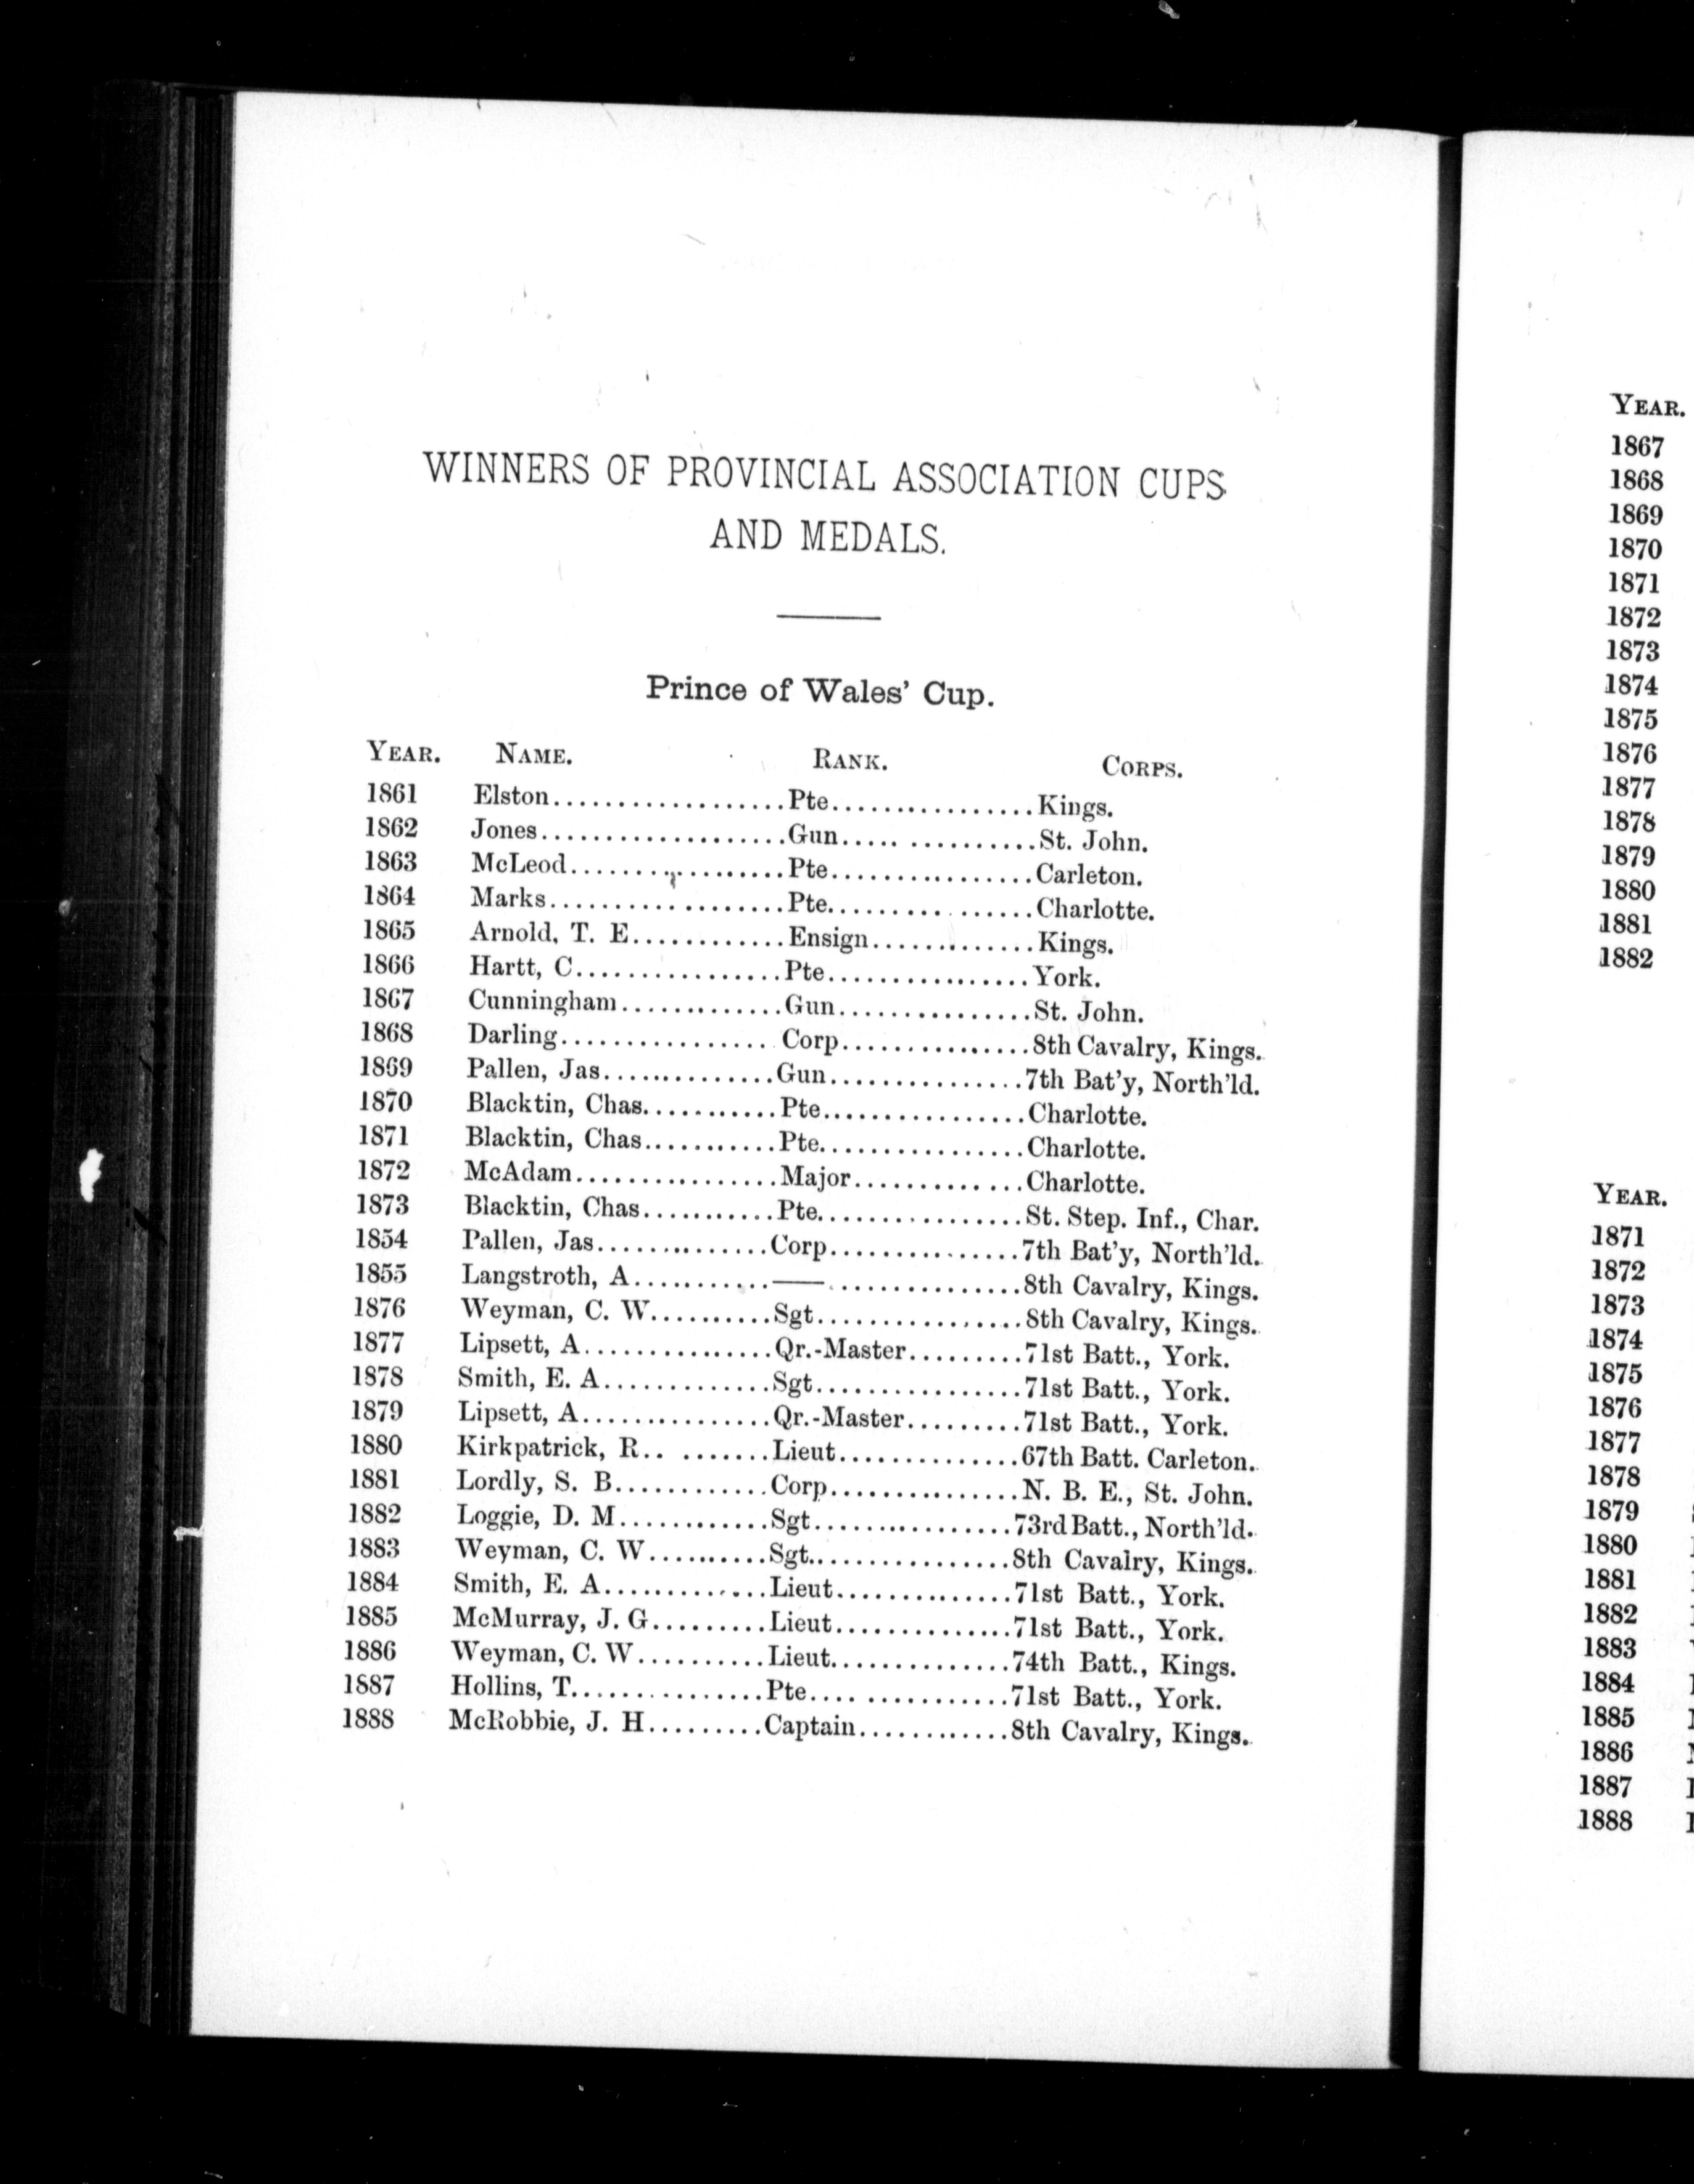 WINNERS OF PROVINCIAL ASSOCIATION CUPS
AND MEDALS.
Prince of Wales' Cup.
YEAR. NAME. RANK. CORPS.
1861 Elston..................Pte................Kings.
1862 Jones...................Gun..... ..........St. John.
1863 McLeod.................Pte................Carleton.
1864 Marks..................Pte................Charlotte.
1865 Arnold, T. E............Ensign.............Kings.
1866 Hartt, C................Pte................York.
1867 Cunningham.............Gun...............St. John.
1868 Darling................Corp...............8th Cavalry, Kings.
1869 Pallen, Jas..............Gun...............7th Bat'y, North'ld.
1870 Blacktin, Chas...........Pte................Charlotte.
1871 Blacktin, Chas...........Pte................Charlotte.
1872 McAdam................Major.............Charlotte.
1873 Blacktin, Chas...........Pte................St. Step. Inf., Char.
1854 Pallen, Jas..............Corp...............7th Bat'y, North'ld.
1855 Langstroth, A...........——...............8th Cavalry, Kings.
1876 Weyman, C. W..........Sgt................8th Cavalry, Kings.
1877 Lipsett, A...............Qr.-Master.........71st Batt., York.
1878 Smith, E. A.............Sgt................71st Batt., York.
1879 Lipsett, A...............Qr.-Master.........71st Batt., York.
1880 Kirkpatrick, R.. .......Lieut..............67th Batt. Carleton.
1881 Lordly, S. B............Corp...............N. B. E., St. John.
1882 Loggie, D. M............Sgt................73rd Batt., North'ld.
1883 Weyman, C. W..........Sgt................8th Cavalry, Kings.
1884 Smith, E. A.............Lieut..............71st Batt., York.
1885 McMurray, J. G.........Lieut..............71st Batt., York.
1886 Weyman, C. W..........Lieut..............74th Batt., Kings.
1887 Hollins, T...............Pte.... ...........71st Batt., York.
1888 McRobbie, J. H.........Captain............8th Cavalry, Kings.
YEAR.
1867
1868
1869
1870
1871
1872
1873
1874
1875
1876
1877
1878
1879
1880
1881
1882
YEAR.
1871
1872
1873
1874
1875
1876
1877
1878
1879
1880
1881
1882
1883
1884
1885
1886
1887
1888